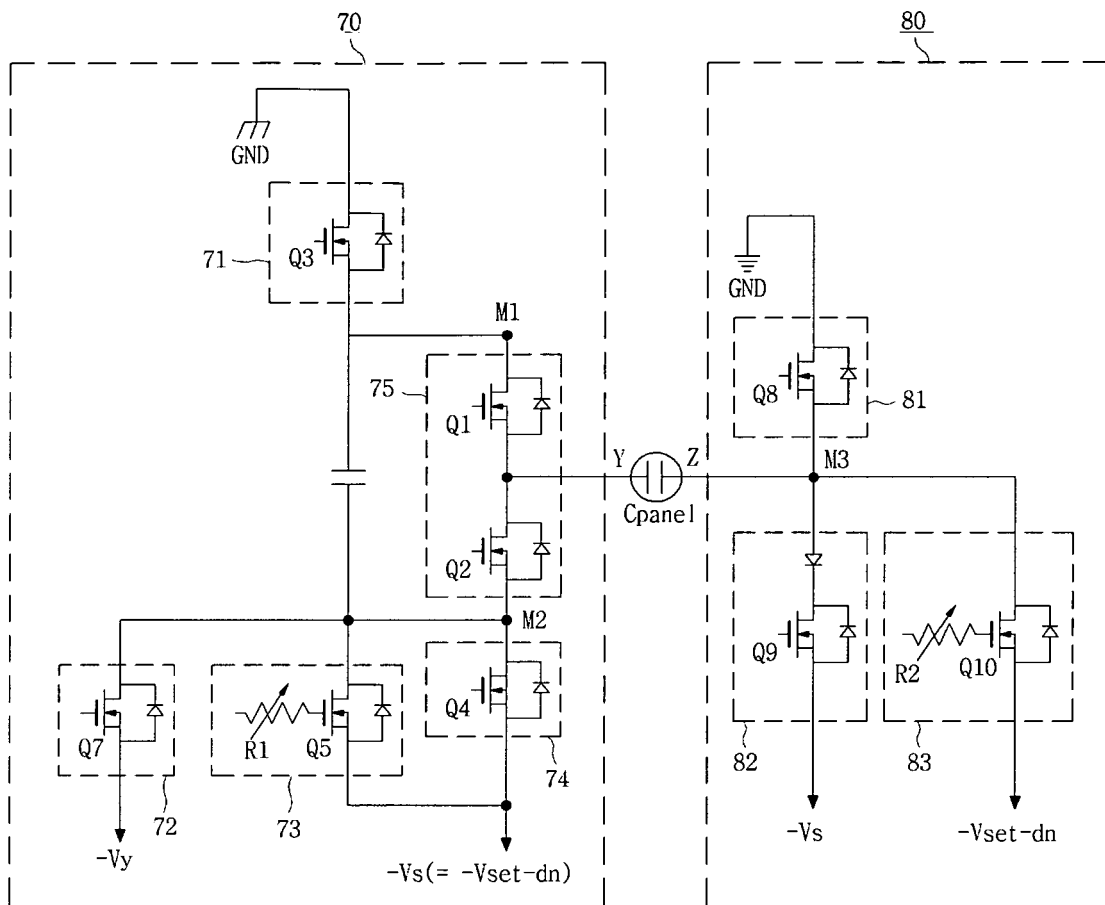 70
80
GND
Q3
71
M1
GND
75
Q1
Q8
81
Y
Z
M3
Cpanel
Q2
M2
Q7
R1
Q5
Q4
Q9
R2
Q10
72
73
74
82
83
-Vy
-Vs(= -Vset-dn)
-Vs
-Vset-dn